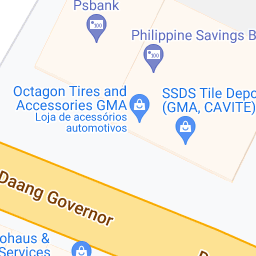 Psbank
Philippine Savings B
Octagon Tires and
Accessories GMA
Loja de acessórios
automotivos
SSDS Tile Depo
(GMA, CAVITE)
Daang Governor
ohaus &
Services